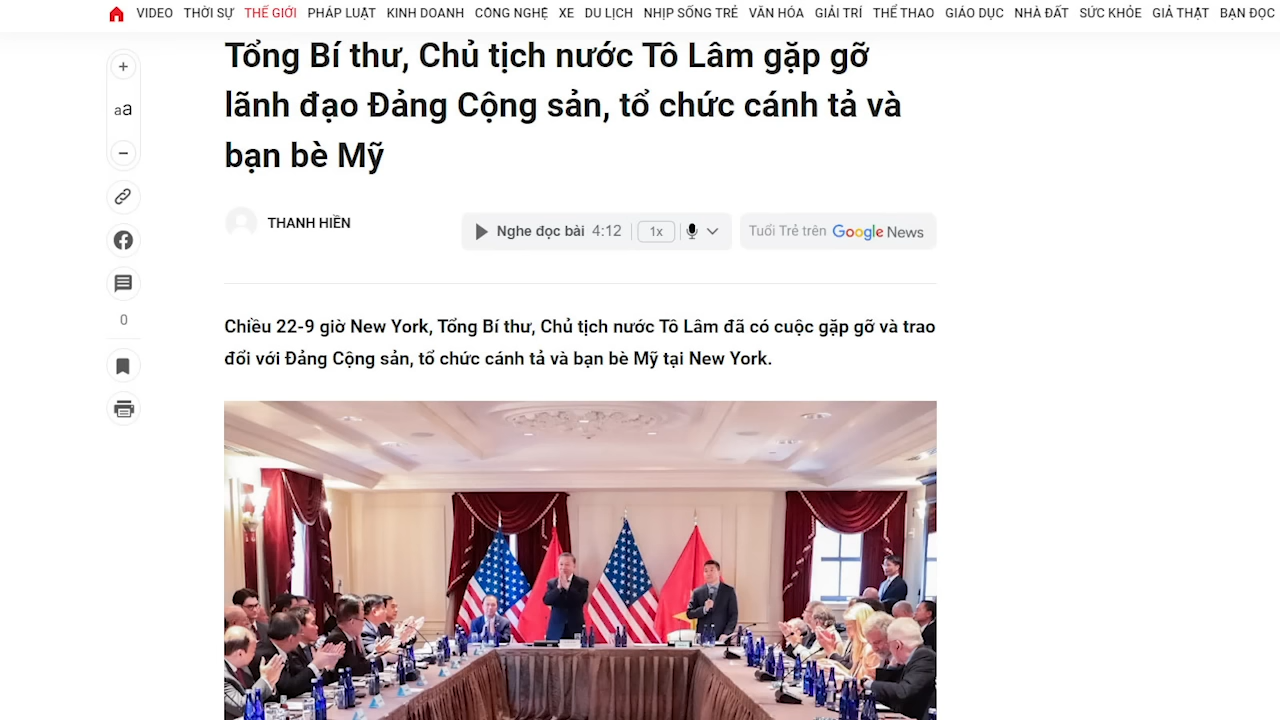 VIDEO THỜI SỰ THẾ GIỚI PHÁP LUẬT KINH DOANH CÔNG NGHỆ XE DU LỊCH NHỊP SỐNG TRẺ VĂN HÓA GIẢI TRÍ THỂ THAO GIÁO DỤC NHÀ ĐẤT SỨC KHỎE GIẢ THẬT BẠN ĐỌC
Tổng Bí thư, Chủ tịch nước Tô Lâm gặp gỡ
lãnh đạo Đảng Cộng sản, tổ chức cánh tả và
bạn bè Mỹ
+
aa
−
0
THANH HIỀN
Nghe đọc bài 4:12 1x
Tuổi Trẻ trên Google News
Chiều 22-9 giờ New York, Tổng Bí thư, Chủ tịch nước Tô Lâm đã có cuộc gặp gỡ và trao
đổi với Đảng Cộng sản, tổ chức cánh tả và bạn bè Mỹ tại New York.